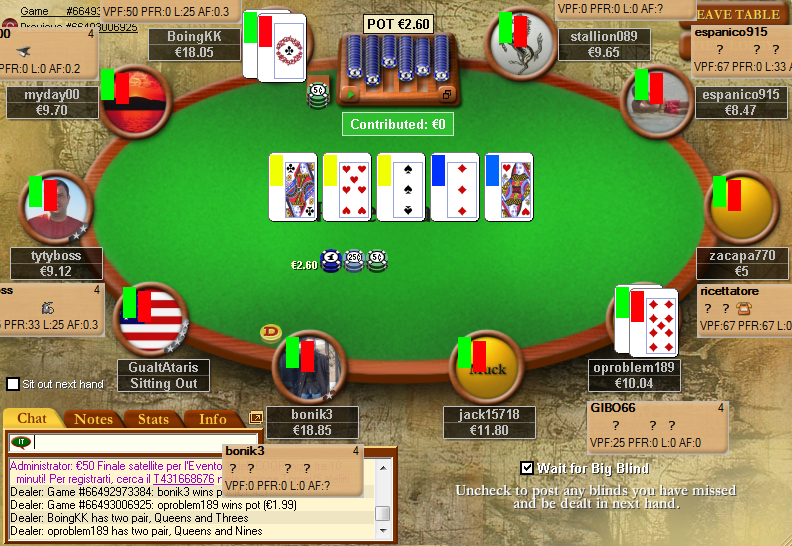 Game #66493
Previous #66493006925
VPF:50 PFR:0 L:25 AF:0.3
VPF:0 PFR:0 L:0 AF:?
LEAVE TABLE
POT €2.60
BoingKK
€18.05
stallion089
€9.65
4
PFR:0 L:0 AF:0.2
espanico915
4
? ? ?
VPF:67 PFR:0 L:33
myday00
€9.70
espanico915
€8.47
Contributed: €0
tytyboss
€9.12
zacapa770
€5
€2.60
oss 4
PFR:33 L:25 AF:0.3
ricettatore
? ?
VPF:67 PFR:67
D
GualtAtaris
Sitting Out
Muck
oproblem189
€10.04
Sit out next hand
bonik3
€18.85
jack15718
€11.80
GIBO66 4
? ? ?
VPF:25 PFR:0 L:0 AF:0
Chat Notes Stats Info
IT
bonik3 4
? ? ? ?
VPF:0 PFR:0 L:0 AF:?
Administrator: €50 Finale satellite per l'Evento
minuti! Per registrarti, cerca il T431668676
Dealer: Game #66492973384: bonik3 wins
Dealer: Game #66493006925: oproblem189 wins pot (€1.99)
Dealer: BoingKK has two pair, Queens and Threes
Dealer: oproblem189 has two pair, Queens and Nines
Wait for Big Blind
Uncheck to post any blinds you have missed
and be dealt in next hand.